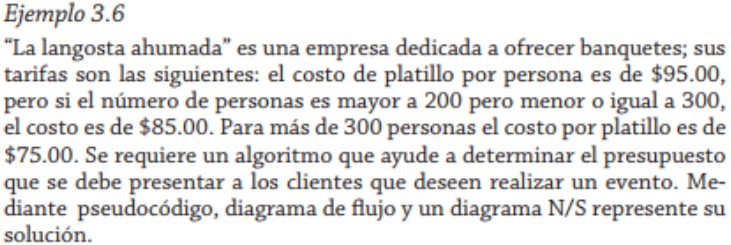 Ejemplo 3.6
“La langosta ahumada” es una empresa dedicada a ofrecer banquetes; sus
tarifas son las siguientes: el costo de platillo por persona es de $95.00,
pero si el número de personas es mayor a 200 pero menor o igual a 300,
el costo es de $85.00. Para más de 300 personas el costo por platillo es de
$75.00. Se requiere un algoritmo que ayude a determinar el presupuesto
que se debe presentar a los clientes que deseen realizar un evento. Me-
diante pseudocódigo, diagrama de flujo y un diagrama N/S represente su
solución.